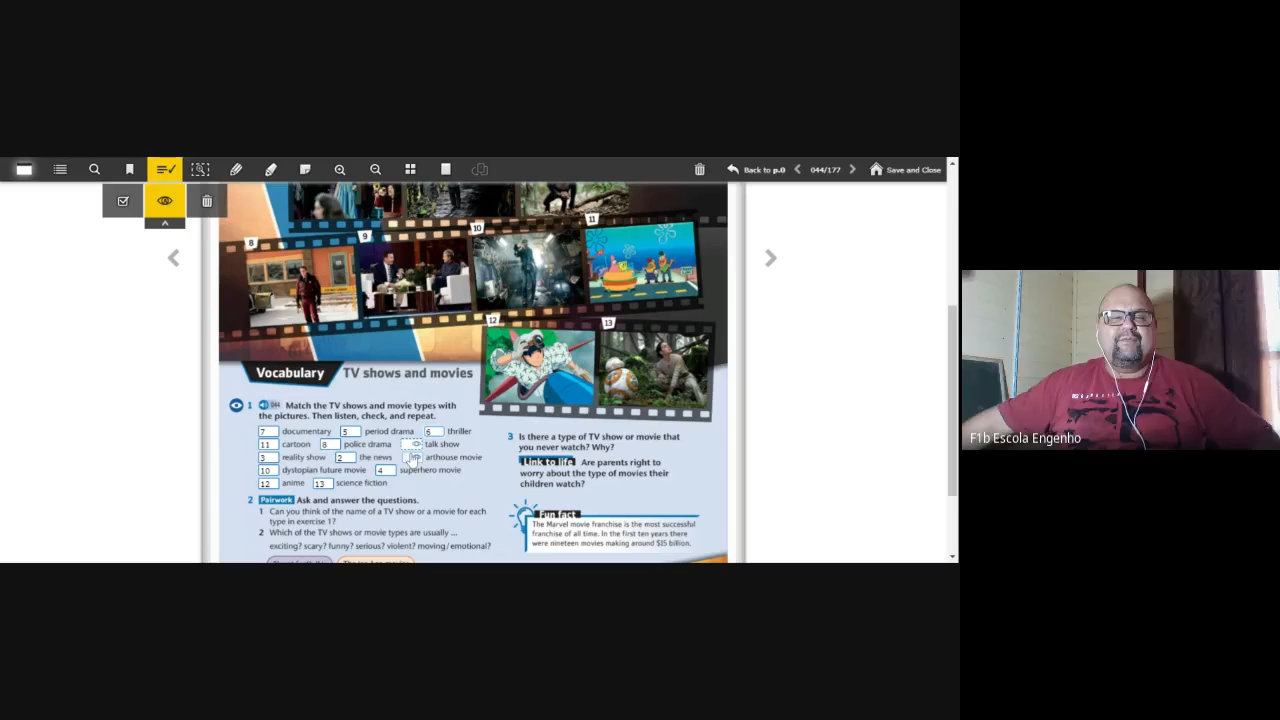 Back to p.0
044/177
Save and Close
11
10
9
8
12
13
Vocabulary TV shows and movies
1 044 Match the TV shows and movie types with
the pictures. Then listen, check, and repeat.
7 documentary 5 period drama 6 thriller
11 cartoon 8 police drama talk show
3 reality show 2 the news arthouse movie
10 dystopian future movie 4 superhero movie
12 anime 13 science fiction
2 Pairwork Ask and answer the questions.
1 Can you think of the name of a TV show or a movie for each
type in exercise 1?
2 Which of the TV shows or movie types are usually ...
exciting? scary? funny? serious? violent? moving / emotional?
3 Is there a type of TV show or movie that
you never watch? Why?
Link to life Are parents right to
worry about the type of movies their
children watch?
Fun fact
The Marvel movie franchise is the most successful
franchise of all time. In the first ten years there
were nineteen movies making around $15 billion.
F1b Escola Engenho